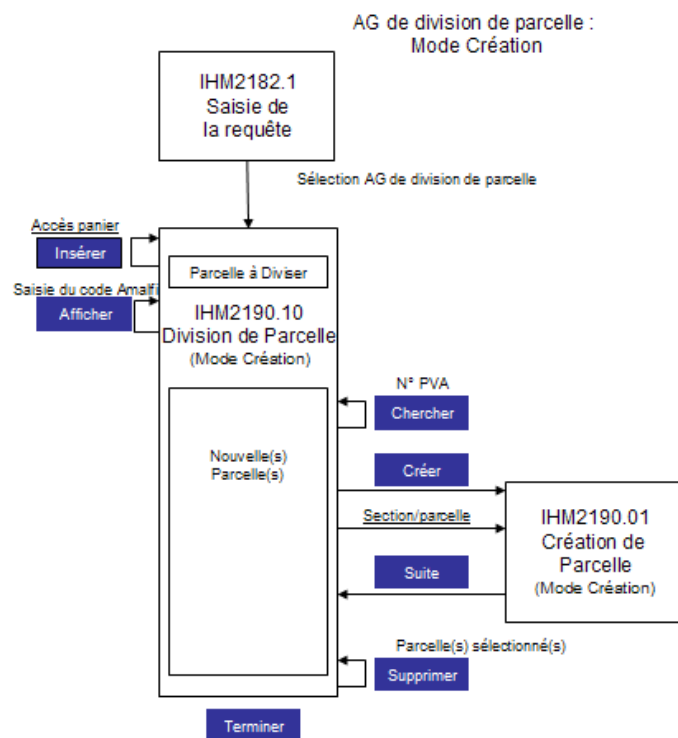 AG de division de parcelle :
Mode Création
IHM2182.1
Saisie de
la requête
Sélection AG de division de parcelle
Accès panier
Insérer
Parcelle à Diviser
Saisie du code Amalfi
Afficher
IHM2190.10
Division de Parcelle
(Mode Création)
N° PVA
Chercher
Nouvelle(s)
Parcelle(s)
Créer
Section/parcelle
IHM2190.01
Création de
Parcelle
(Mode Création)
Suite
Parcelle(s) sélectionné(s)
Supprimer
Terminer